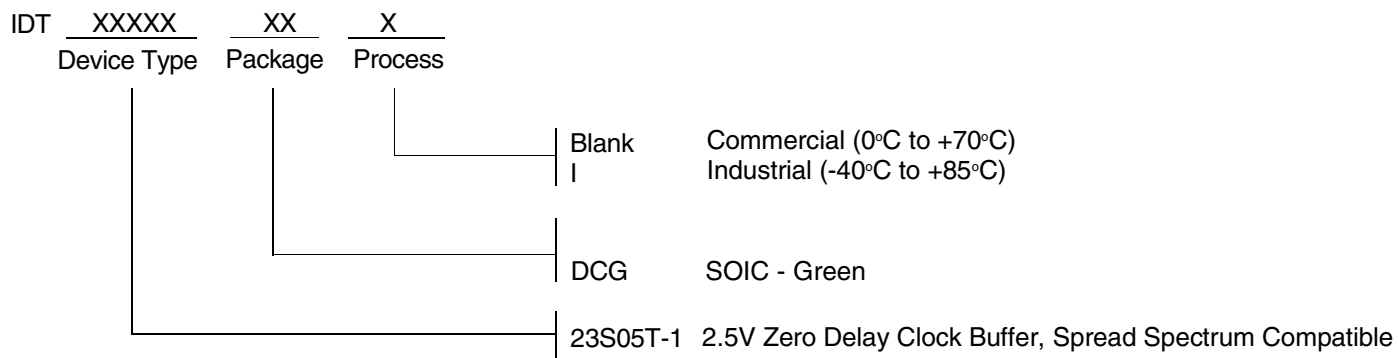 IDT XXXXX XX X
Device Type Package Process
Blank Commercial (0°C to +70°C)
I Industrial (-40°C to +85°C)
DCG SOIC - Green
23S05T-1 2.5V Zero Delay Clock Buffer, Spread Spectrum Compatible